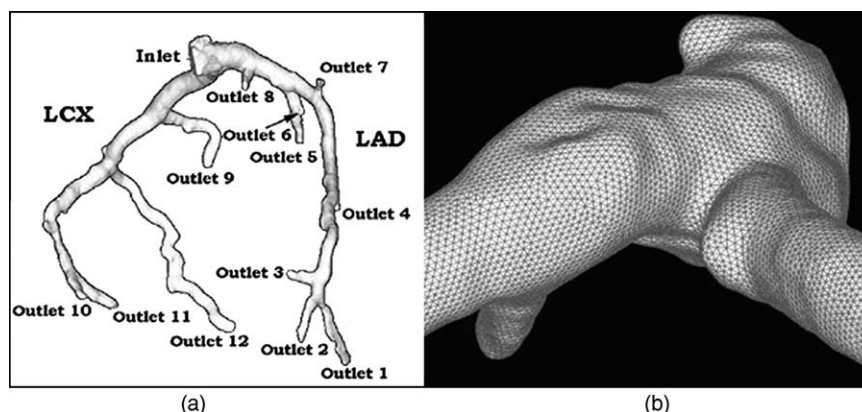 Inlet
Outlet 7
LCX
Outlet 8
Outlet 6
LAD
Outlet 5
Outlet 9
Outlet 4
Outlet 3
Outlet 10
Outlet 11
Outlet 12
Outlet 2
Outlet 1
(a)
(b)